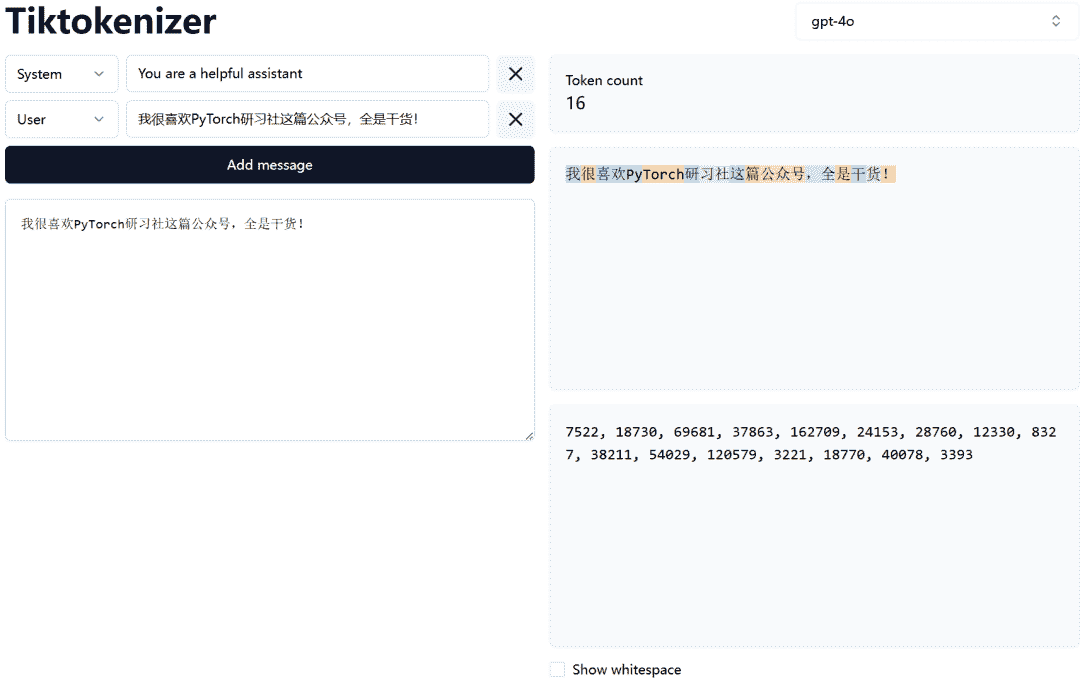 Tiktokenizer
gpt-4o
System
You are a helpful assistant
User
我很喜欢PyTorch研习社这篇公众号，全是干货！
Add message
我很喜欢PyTorch研习社这篇公众号，全是干货！
Token count
16
我很喜欢PyTorch研习社这篇公众号，全是干货！
7522, 18730, 69681, 37863, 162709, 24153, 28760, 12330, 832
7, 38211, 54029, 120579, 3221, 18770, 40078, 3393
Show whitespace